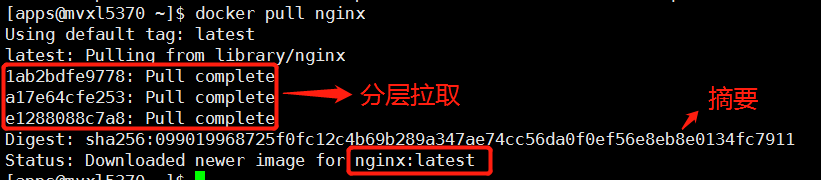 [apps@mvxl5370 ~]$ docker pull nginx
Using default tag: latest
latest: Pulling from library/nginx
1ab2bdfe9778: Pull complete
a17e64cfe253: Pull complete
e1288088c7a8: Pull complete
分层拉取
摘要
Digest: sha256:099019968725f0fc12c4b69b289a347ae74cc56da0f0ef56e8eb8e0134fc7911
Status: Downloaded newer image for nginx:latest
[apps@mvxl5370 ~]$